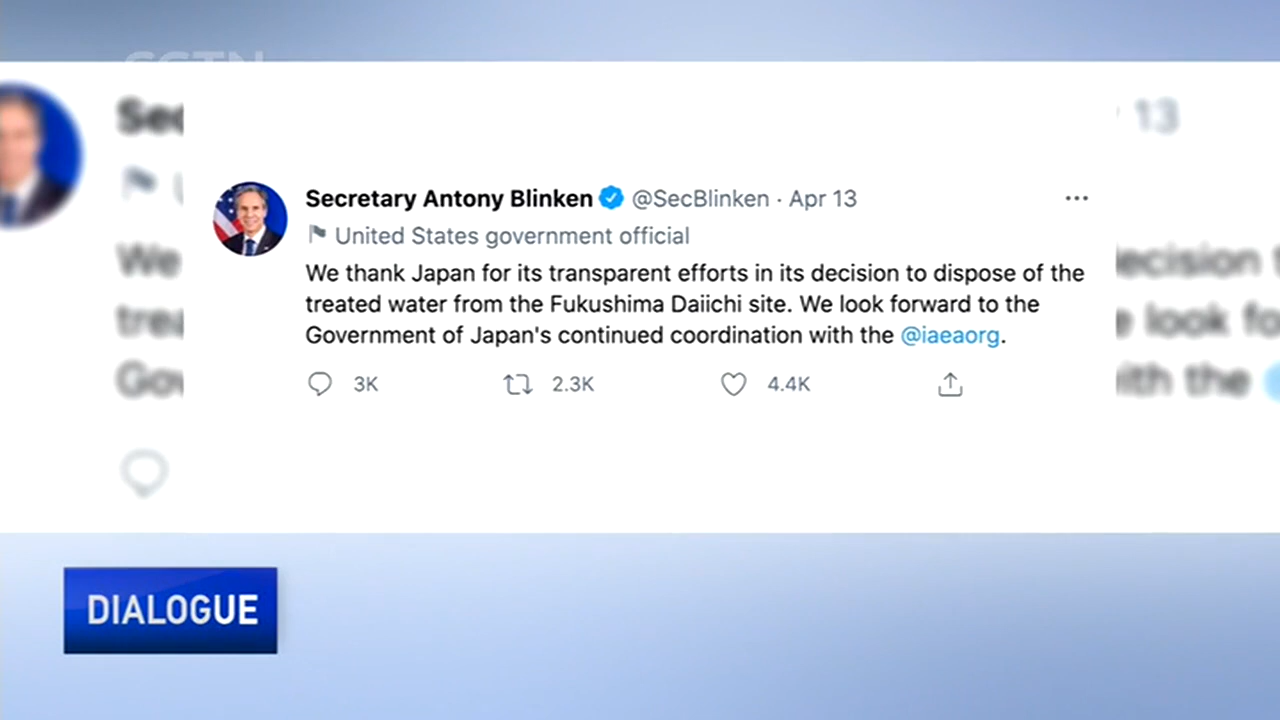 CGTN
Secretary Antony Blinken @SecBlinken · Apr 13
United States government official
We thank Japan for its transparent efforts in its decision to dispose of the
treated water from the Fukushima Daiichi site. We look forward to the
Government of Japan's continued coordination with the @iaeaorg.
3K 2.3K 4.4K
DIALOGUE